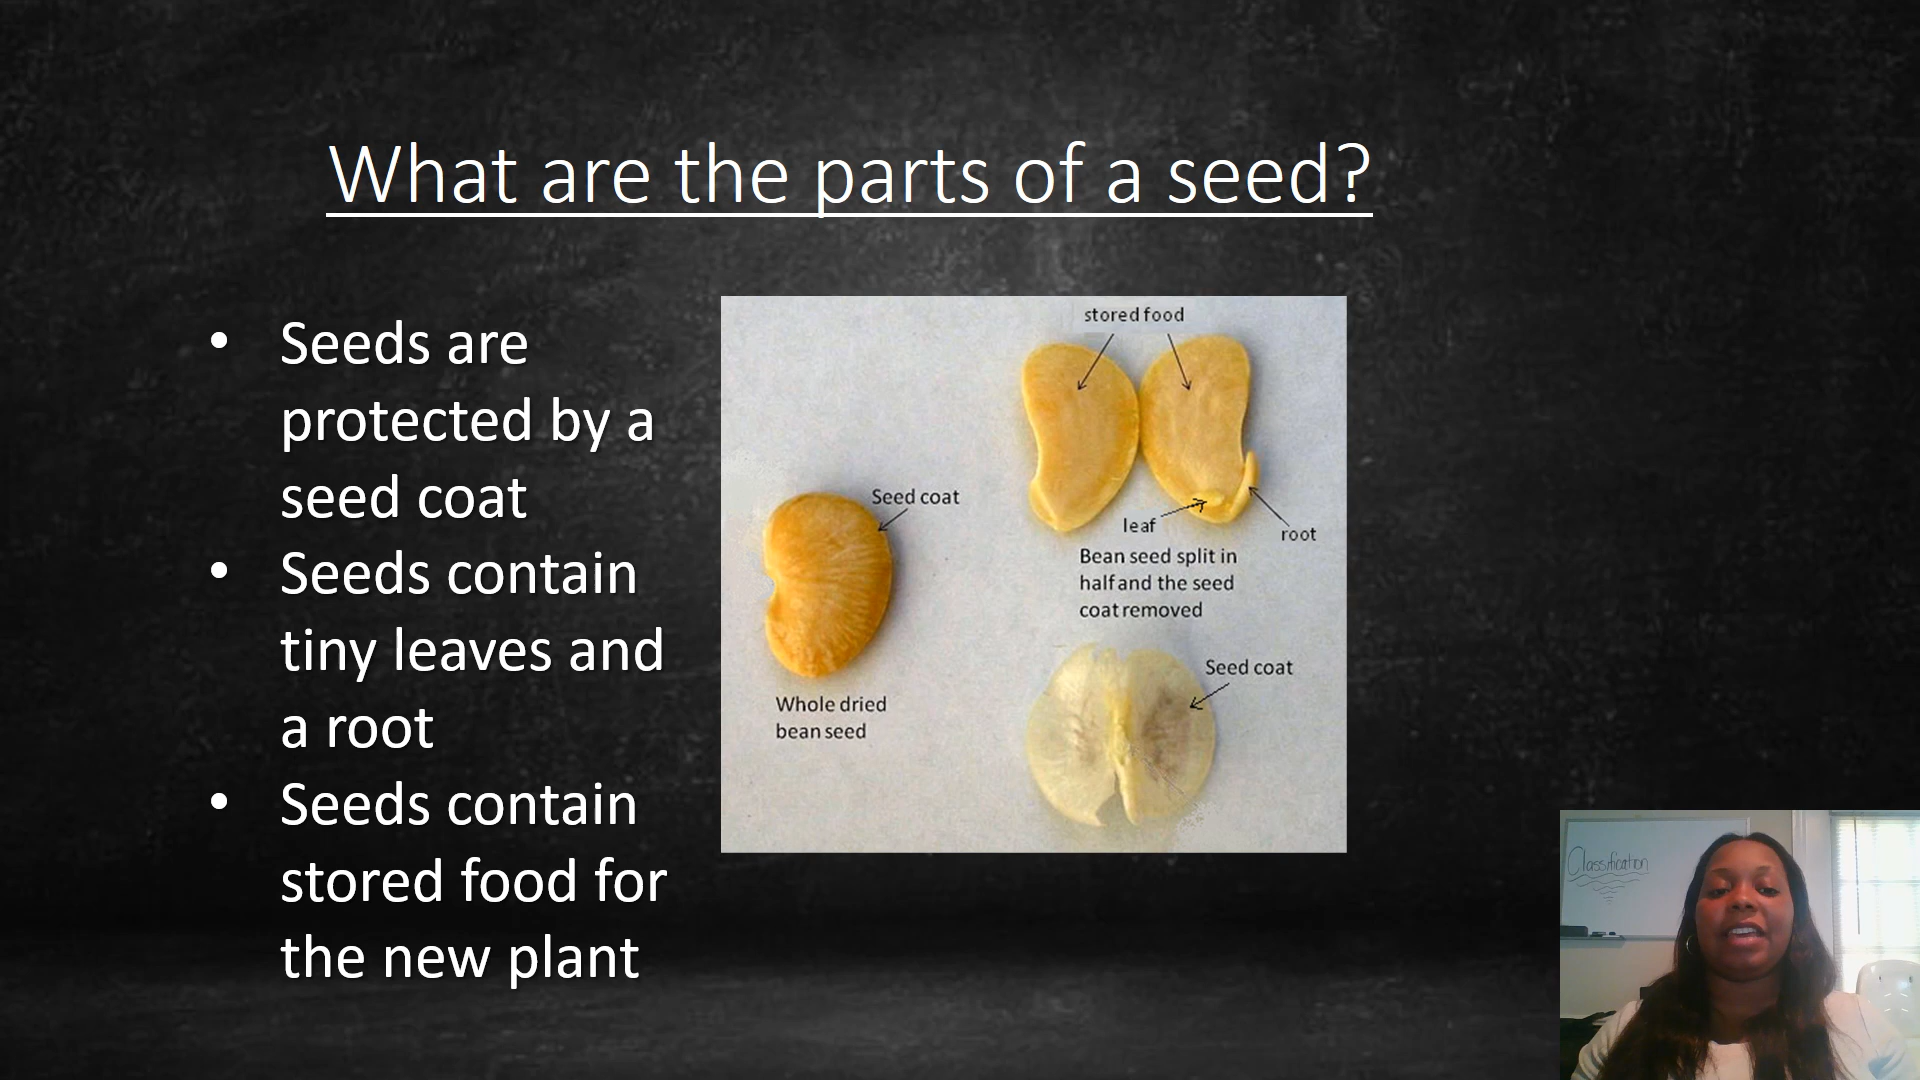 What are the parts of a seed?
• Seeds are
protected by a
seed coat
• Seeds contain
tiny leaves and
a root
• Seeds contain
stored food for
the new plant
stored food
Seed coat
leaf
root
Bean seed split in
half and the seed
coat removed
Whole dried
bean seed
Seed coat
Classification